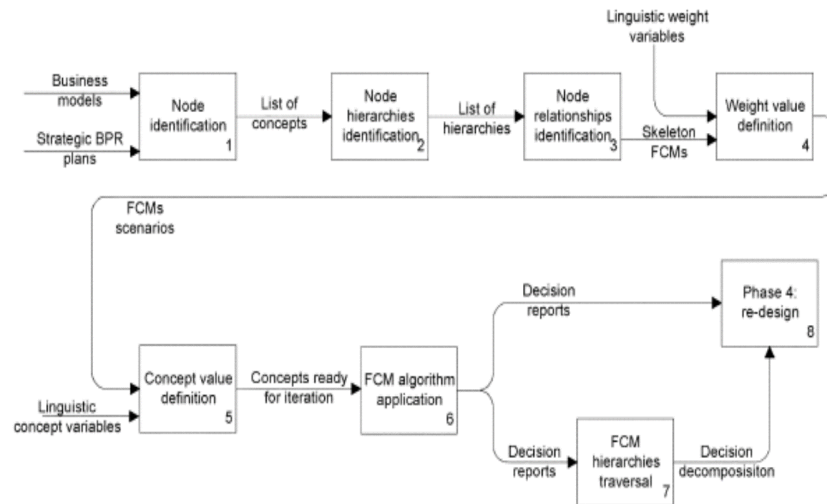 Linguistic weight
variables
Business
models
Strategic BPR
plans
Node
identification
1
List of
concepts
Node
hierarchies
identification
2
List of
hierarchies
Node
relationships
identification
3
Skeleton
FCMs
Weight value
definition
4
FCMs
scenarios
Linguistic
concept variables
Concept value
definition
5
Concepts ready
for iteration
FCM algorithm
application
6
Decision
reports
Phase 4:
re-design
8
Decision
reports
FCM
hierarchies
traversal
7
Decision
decomposisiton